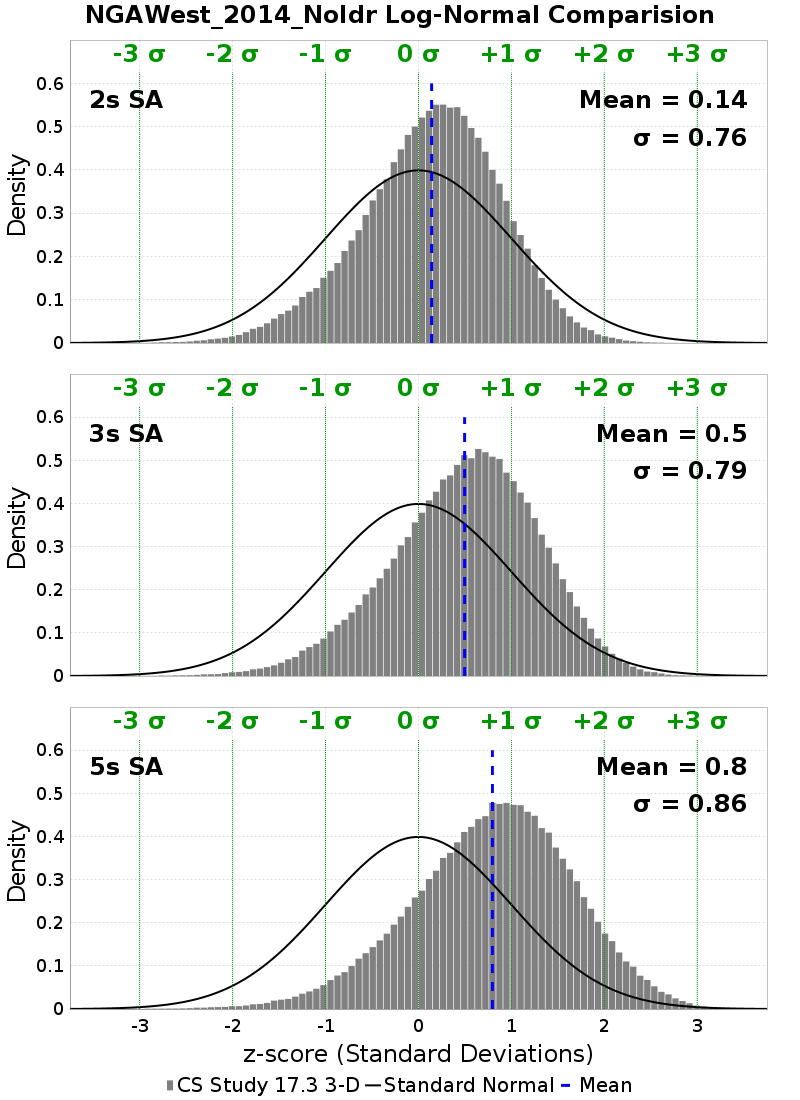 NGAWest_2014_NoIdr Log-Normal Comparision
-3 σ -2 σ -1 σ 0 σ +1 σ +2 σ +3 σ
0.6
2s SA Mean = 0.14
0.5
σ = 0.76
0.4
0.3
0.2
0.1
0
Density
-3 σ -2 σ -1 σ 0 σ +1 σ +2 σ +3 σ
0.6
3s SA Mean = 0.5
0.5
σ = 0.79
0.4
0.3
0.2
0.1
0
Density
-3 σ -2 σ -1 σ 0 σ +1 σ +2 σ +3 σ
0.6
5s SA Mean = 0.8
0.5
σ = 0.86
0.4
0.3
0.2
0.1
0
Density
-3 -2 -1 0 1 2 3
z-score (Standard Deviations)
CS Study 17.3 3-D Standard Normal Mean